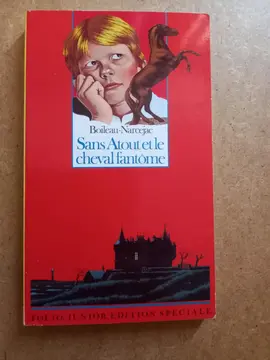 Boileau-Narcejac
Sans Atout et le
cheval fantôme
FOLIO JUNIOR ÉDITION SPÉCIALE